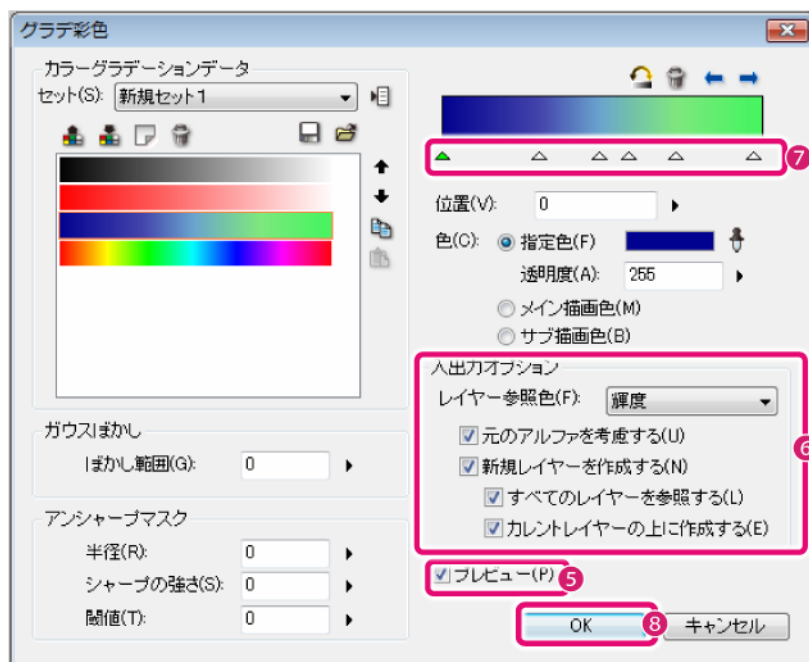 グラデ彩色
カラーグラデーションデータ
セット(S): 新規セット1
ガウスぼかし
ぼかし範囲(G): 0
アンシャープマスク
半径(R): 0
シャープの強さ(S): 0
閾値(T): 0
7
位置(V): 0
色(C): 指定色(F)
透明度(A): 255
メイン描画色(M)
サブ描画色(B)
入出力オプション
レイヤー参照色(F): 輝度
元のアルファを考慮する(U)
新規レイヤーを作成する(N)
すべてのレイヤーを参照する(L)
カレントレイヤーの上に作成する(E)
6
プレビュー(P) 5
OK 8 キャンセル